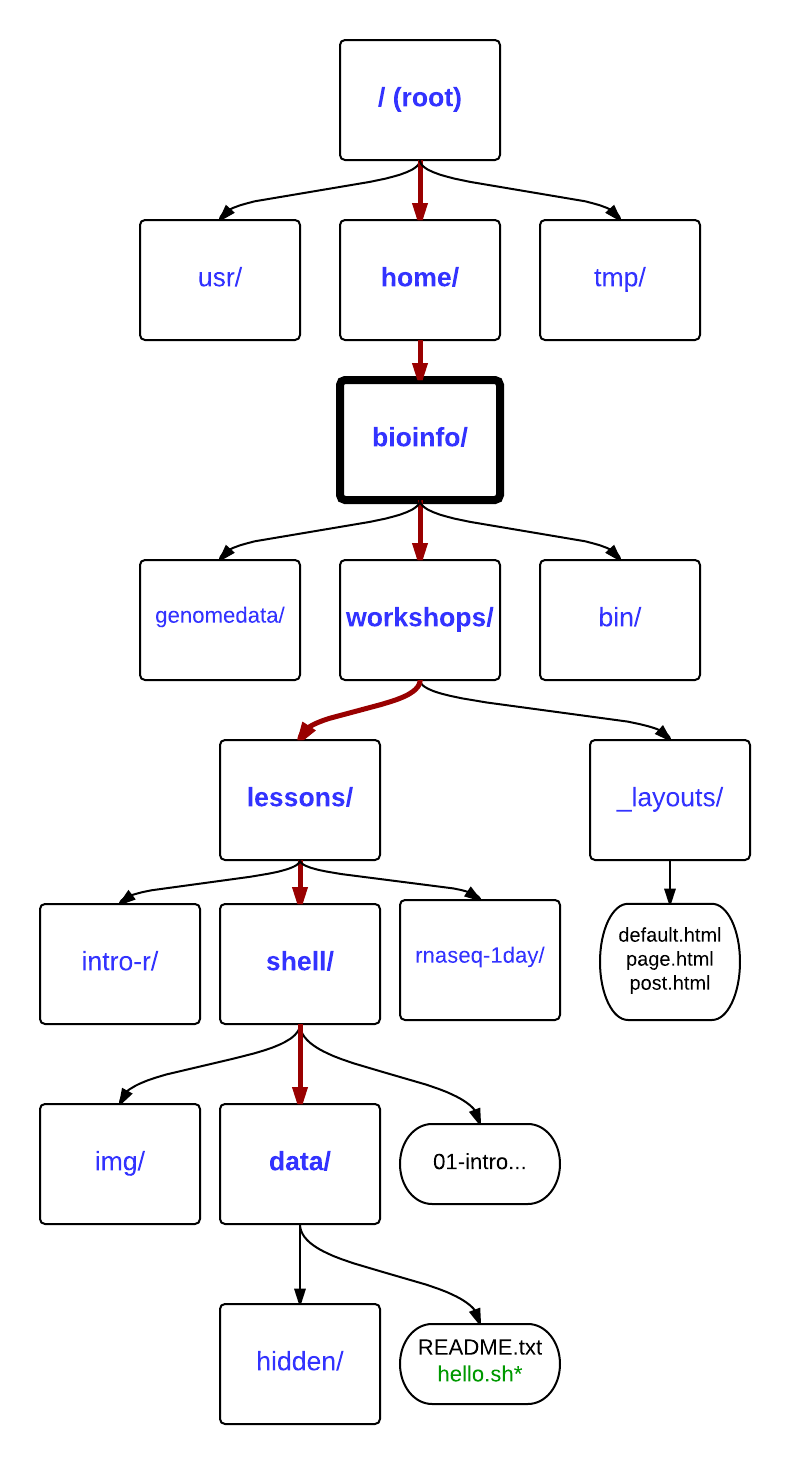 / (root)
usr/
home/
tmp/
bioinfo/
genomedata/
workshops/
bin/
lessons/
_layouts/
intro-r/
shell/
rnaseq-1day/
default.html
page.html
post.html
img/
data/
01-intro...
hidden/
README.txt
hello.sh*